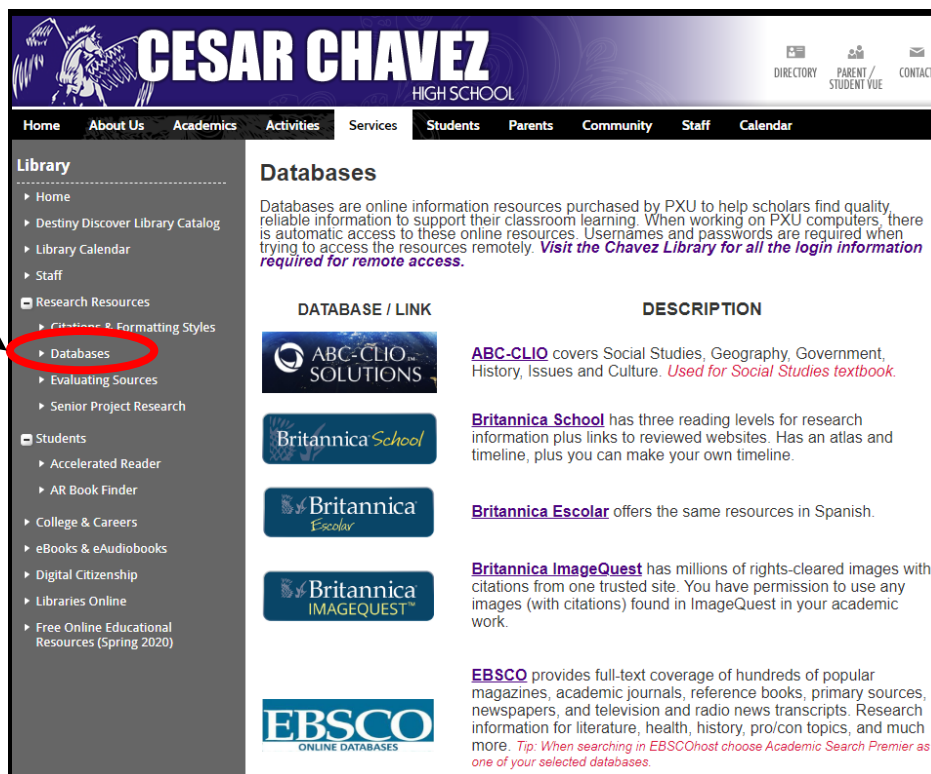 CESAR CHAVEZ
HIGH SCHOOL
DIRECTORY
PARENT /
STUDENT VUE
CONTACT
Home About Us Academics Activities Services Students Parents Community Staff Calendar
Library
Home
Destiny Discover Library Catalog
Library Calendar
Staff
Research Resources
Citations & Formatting Styles
Databases
Evaluating Sources
Senior Project Research
Students
Accelerated Reader
AR Book Finder
College & Careers
eBooks & eAudiobooks
Digital Citizenship
Libraries Online
Free Online Educational
Resources (Spring 2020)
Databases
Databases are online information resources purchased by PXU to help scholars find quality,
reliable information to support their classroom learning. When working on PXU computers, there
is automatic access to these online resources. Usernames and passwords are required when
trying to access the resources remotely. Visit the Chavez Library for all the login information
required for remote access.
DATABASE / LINK DESCRIPTION
ABC-CLIO™
SOLUTIONS
ABC-CLIO covers Social Studies, Geography, Government,
History, Issues and Culture. Used for Social Studies textbook.
Britannica School
Britannica School has three reading levels for research
information plus links to reviewed websites. Has an atlas and
timeline, plus you can make your own timeline.
Britannica
Escolar
Britannica Escolar offers the same resources in Spanish.
Britannica
IMAGEQUEST™
Britannica ImageQuest has millions of rights-cleared images with
citations from one trusted site. You have permission to use any
images (with citations) found in ImageQuest in your academic
work.
EBSCO
ONLINE DATABASES
EBSCO provides full-text coverage of hundreds of popular
magazines, academic journals, reference books, primary sources,
newspapers, and television and radio news transcripts. Research
information for literature, health, history, pro/con topics, and much
more. Tip: When searching in EBSCOhost choose Academic Search Premier as
one of your selected databases.